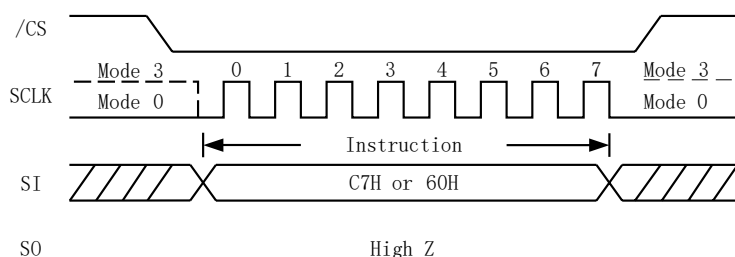 /CS
Mode 3 0 1 2 3 4 5 6 7 Mode 3
SCLK Mode 0 Mode 0
Instruction
SI C7H or 60H
SO High Z